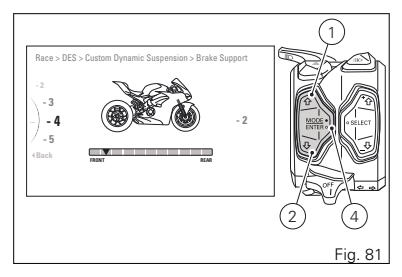 Race > DES > Custom Dynamic Suspension > Brake Support
- 2
- 3
- 4
- 5
Back
- 2
FRONT
REAR
MODE
ENTER
SELECT
OFF
1
2
4
Fig. 81